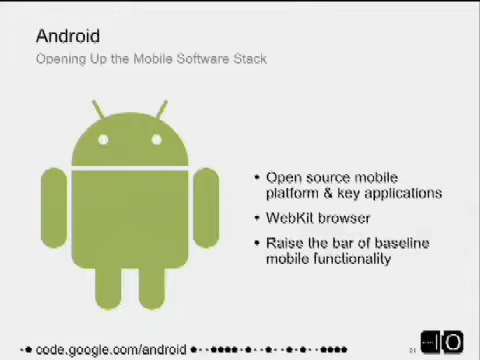 Android
Opening Up the Mobile Software Stack
• Open source mobile
platform & key applications
• WebKit browser
• Raise the bar of baseline
mobile functionality
code.google.com/android
IO